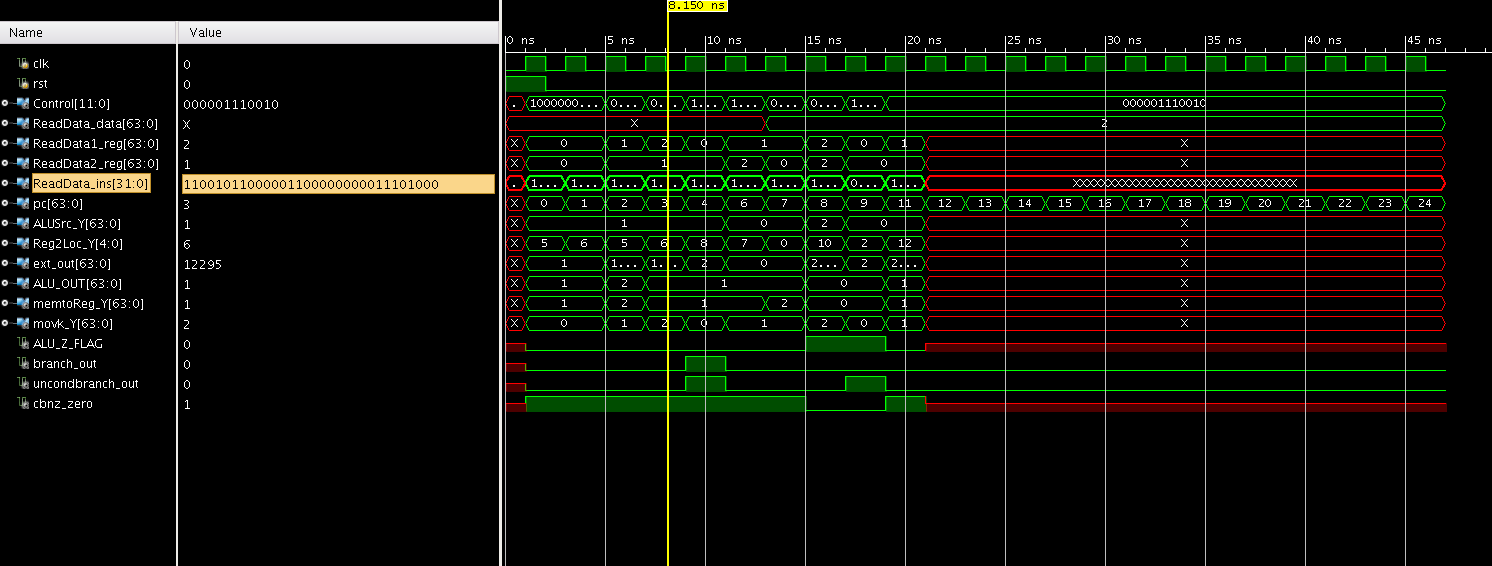 8.150 ns
Name Value
0 ns 5 ns 10 ns 15 ns 20 ns 25 ns 30 ns 35 ns 40 ns 45 ns
clk 0
rst 0
Control[11:0] 000001110010 . 1000000... 0... 0... 1... 1... 0... 0... 1... 000001110010
ReadData_data[63:0] X X Z
ReadData1_reg[63:0] 2 X 0 1 2 0 1 2 0 1 X
ReadData2_reg[63:0] 1 X 0 1 2 0 2 0 X
ReadData_ins[31:0] 11001011000001100000000011101000 . 1... 1... 1... 1... 1... 1... 1... 1... 0... 1... XXXXXXXXXXXXXXXXXXXXXXXXXXXXXXXX
pc[63:0] 3 X 0 1 2 3 4 6 7 8 9 11 12 13 14 15 16 17 18 19 20 21 22 23 24
ALUSrc_Y[63:0] 1 X 1 0 2 0 X
Reg2Loc_Y[4:0] 6 X 5 6 5 6 8 7 0 10 2 12 X
ext_out[63:0] 12295 X 1 1... 1... 2 0 2... 2 2... X
ALU_OUT[63:0] 1 X 1 2 1 0 1 X
memtoReg_Y[63:0] 1 X 1 2 1 2 0 1 X
movk_Y[63:0] 2 X 0 1 2 0 1 2 0 1 X
ALU_Z_FLAG 0
branch_out 0
uncondbranch_out 0
cbnz_zero 1